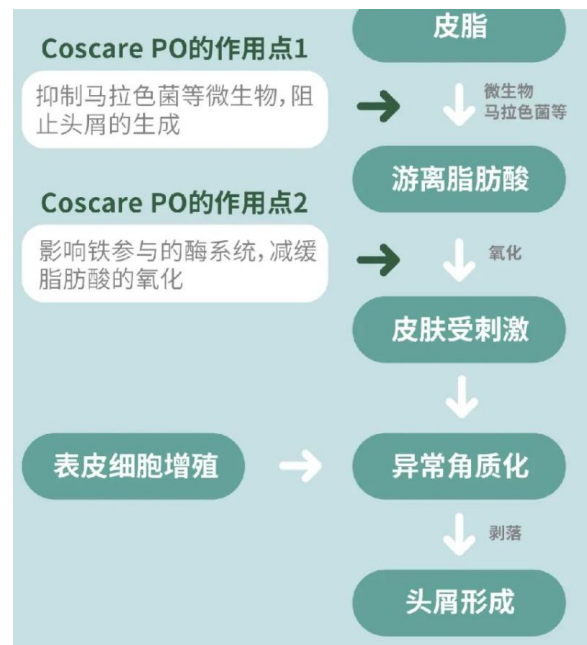 皮脂
Coscare PO的作用点1
抑制马拉色菌等微生物,阻
止头屑的生成
微生物
马拉色菌等
游离脂肪酸
Coscare PO的作用点2
影响铁参与的酶系统,减缓
脂肪酸的氧化
氧化
皮肤受刺激
表皮细胞增殖
异常角质化
剥落
头屑形成